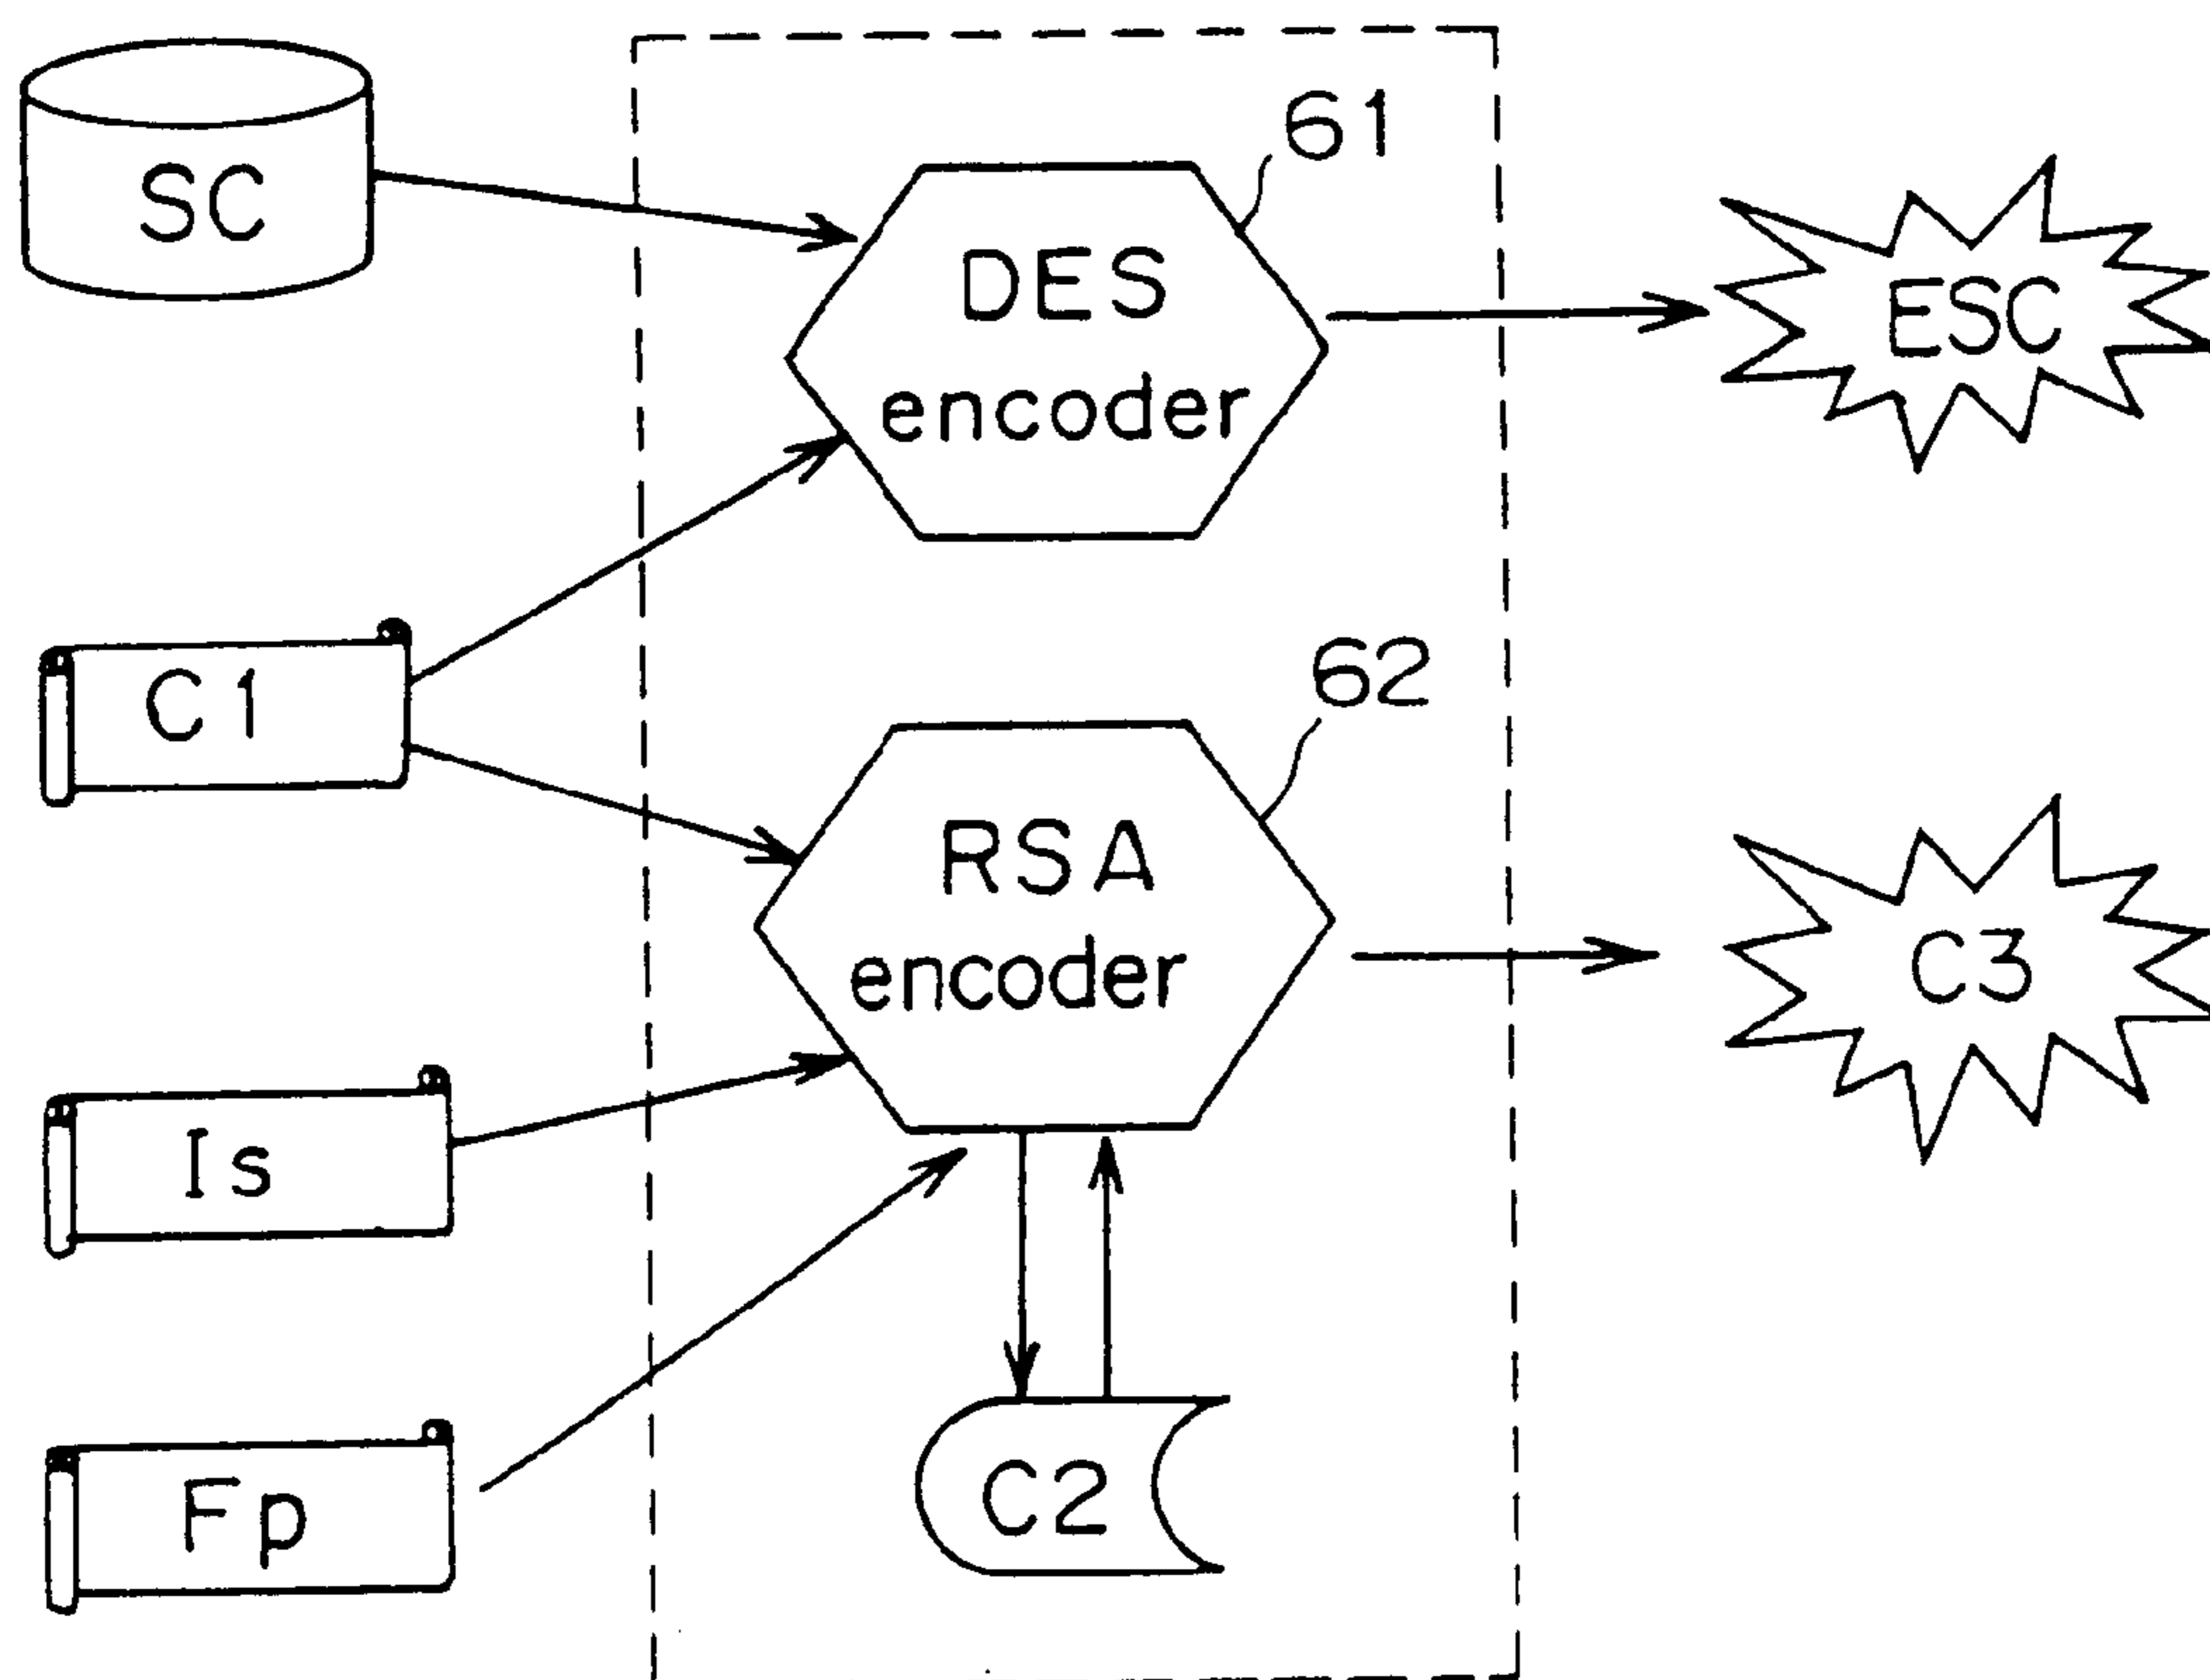 SC
61
DES
encoder
ESC
C1
62
RSA
encoder
C3
Is
Fp
C2